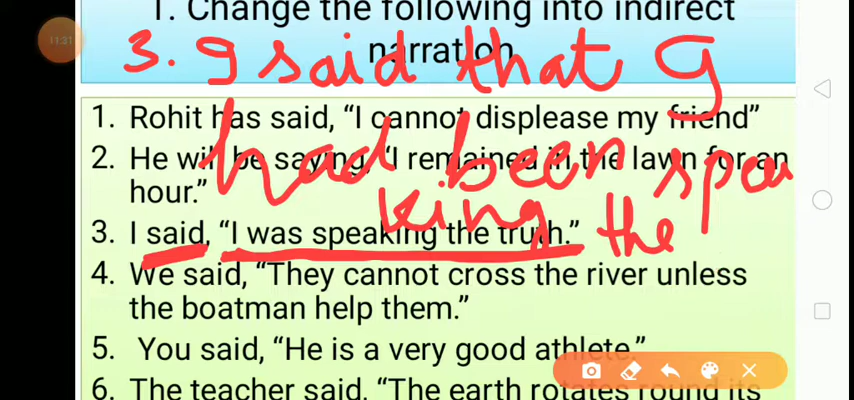 1. Change the following into indirect
narration
11:31
3. I said that I
had been spea
king the
1. Rohit has said, “I cannot displease my friend”
2. He will be saying, “I remained in the lawn for an
hour.”
3. I said, “I was speaking the truth.”
4. We said, “They cannot cross the river unless
the boatman help them.”
5. You said, “He is a very good athlete.”
6. The teacher said, “The earth rotates round its